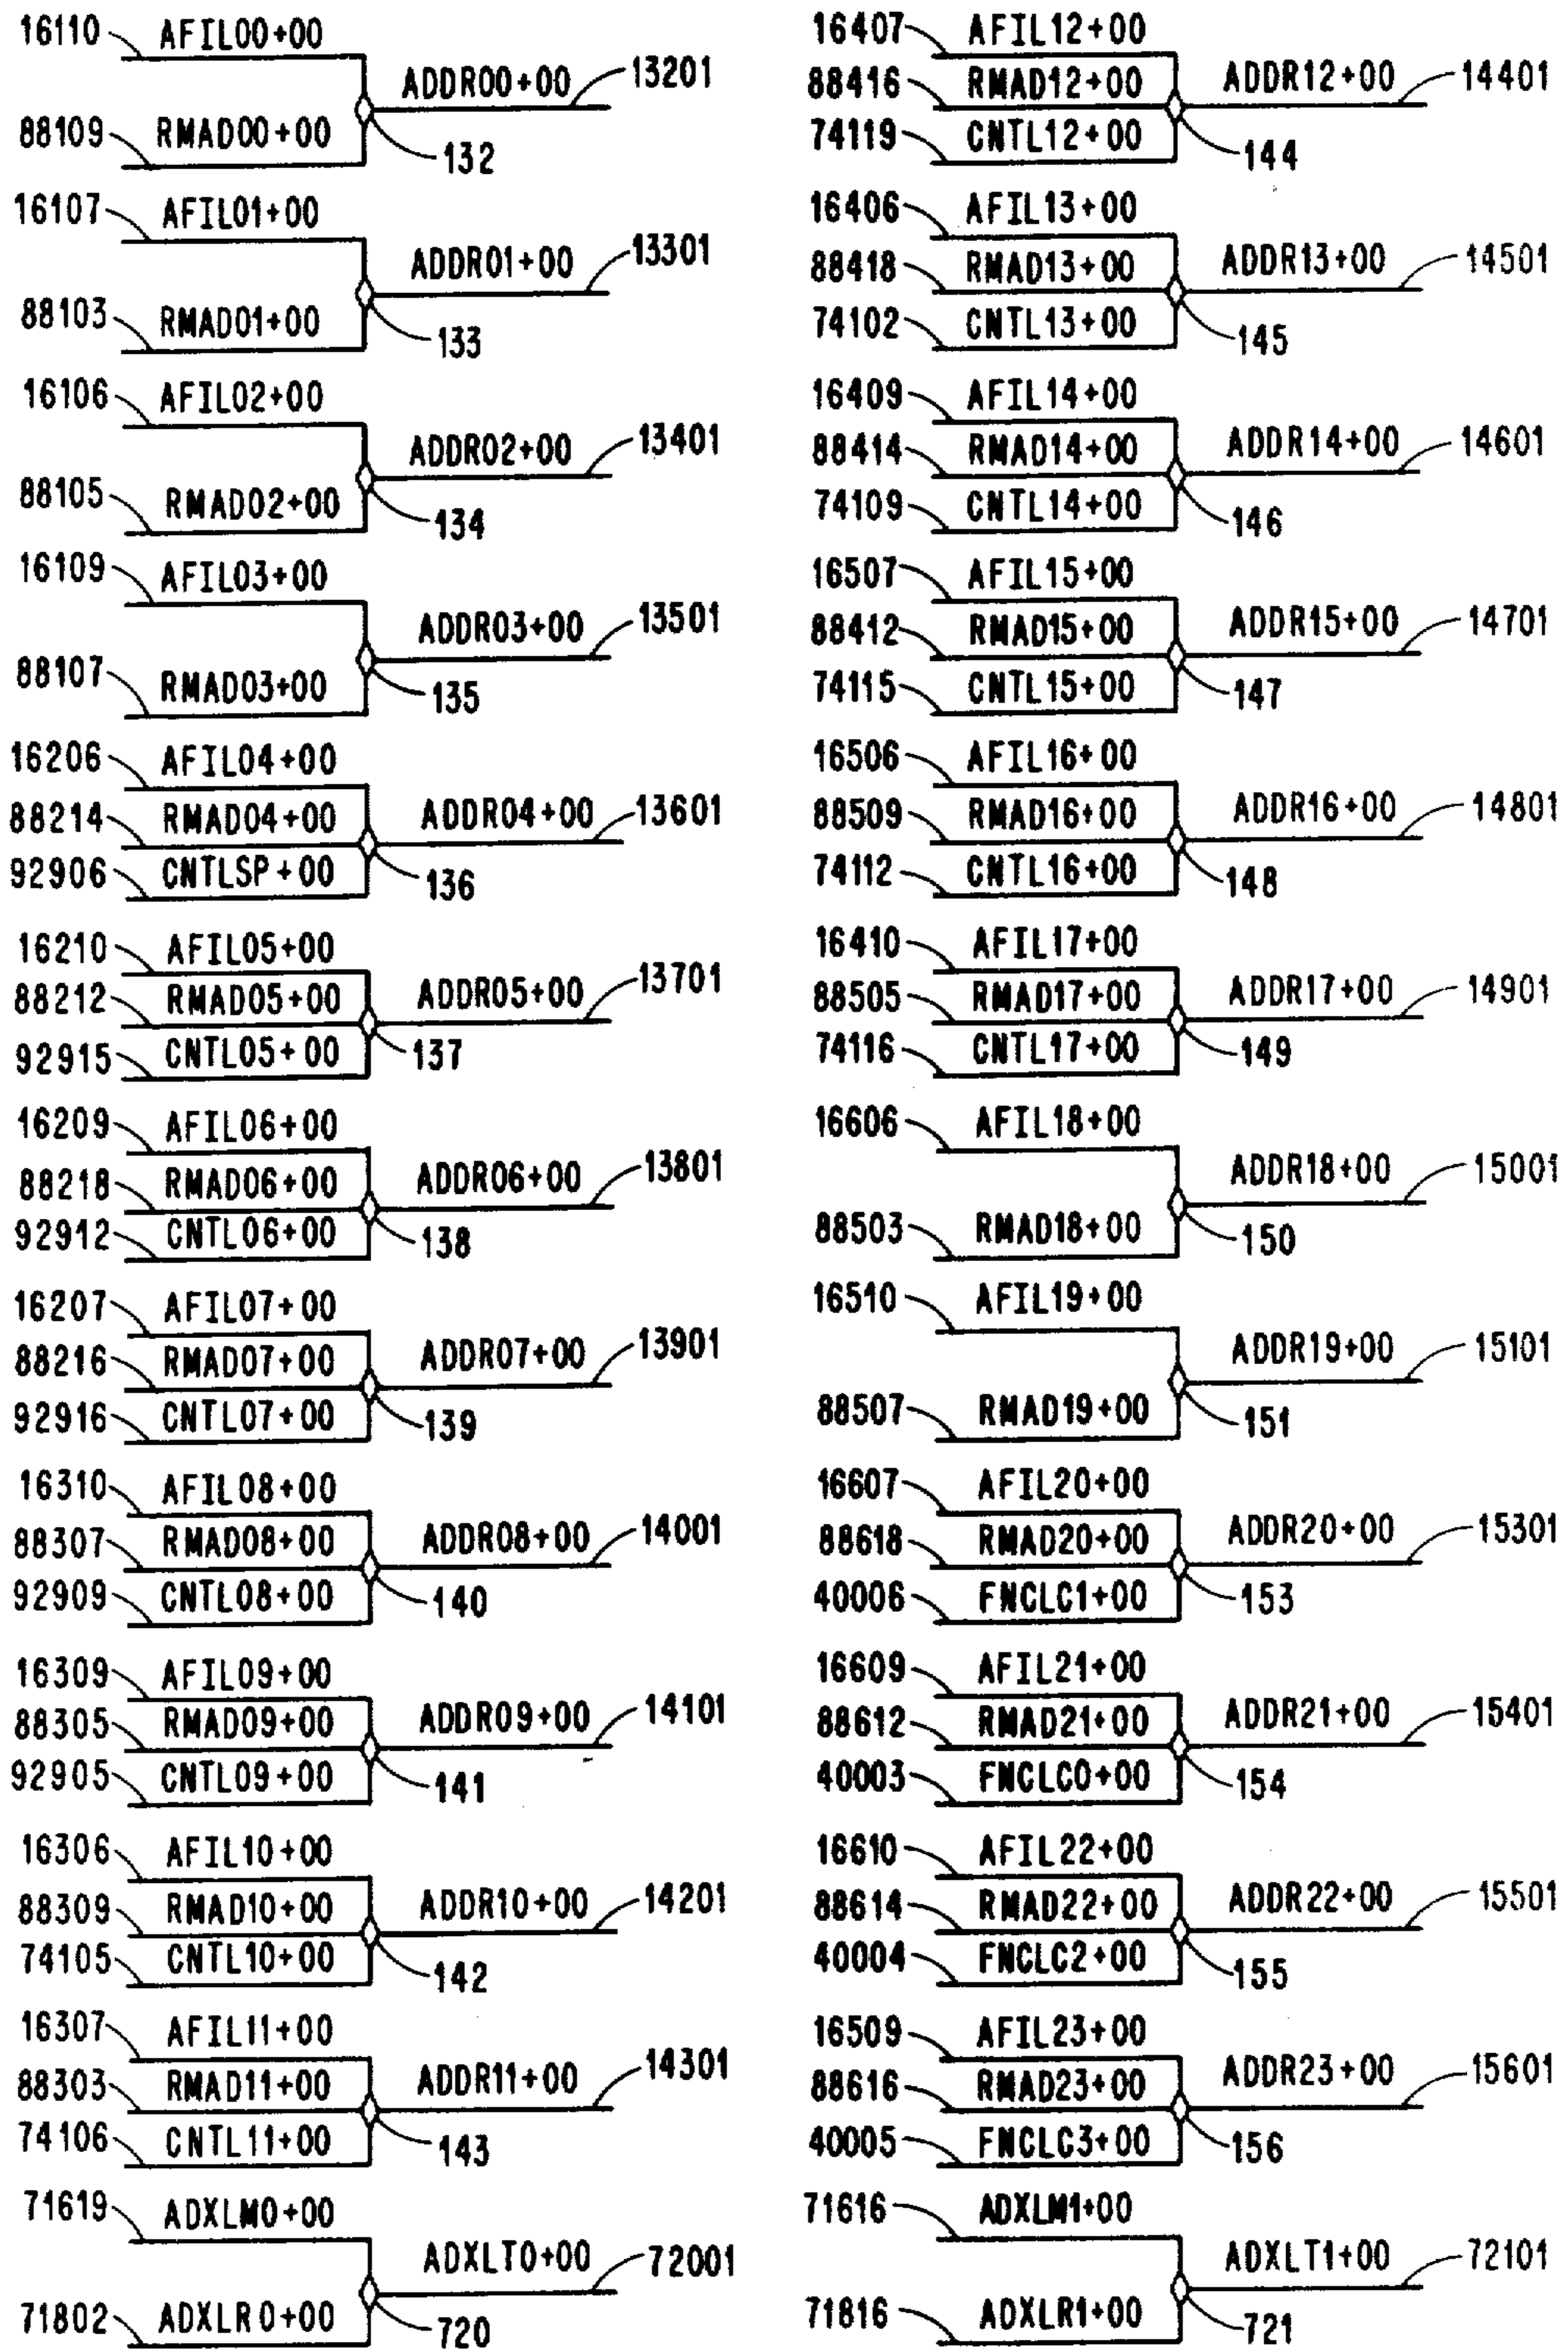 16110 AFIL00+00
ADDR00+00 13201
88109 RMAD00+00
132
16107 AFIL01+00
ADDR01+00 13301
88103 RMAD01+00
133
16106 AFIL02+00
ADDR02+00 13401
88105 RMAD02+00
134
16109 AFIL03+00
ADDR03+00 13501
88107 RMAD03+00
135
16206 AFIL04+00
88214 RMAD04+00 ADDR04+00 13601
92906 CNTLSP+00 136
16210 AFIL05+00
88212 RMAD05+00 ADDR05+00 13701
92915 CNTL05+00 137
16209 AFIL06+00
88218 RMAD06+00 ADDR06+00 13801
92912 CNTL06+00 138
16207 AFIL07+00
88216 RMAD07+00 ADDR07+00 13901
92916 CNTL07+00 139
16310 AFIL08+00
88307 RMAD08+00 ADDR08+00 14001
92909 CNTL08+00 140
16309 AFIL09+00
88305 RMAD09+00 ADDR09+00 14101
92905 CNTL09+00 141
16306 AFIL10+00
88309 RMAD10+00 ADDR10+00 14201
74105 CNTL10+00 142
16307 AFIL11+00
88303 RMAD11+00 ADDR11+00 14301
74106 CNTL11+00 143
71619 ADXLM0+00
ADXLT0+00 72001
71802 ADXLR0+00 720
16407 AFIL12+00
88416 RMAD12+00 ADDR12+00 14401
74119 CNTL12+00 144
16406 AFIL13+00
88418 RMAD13+00 ADDR13+00 14501
74102 CNTL13+00 145
16409 AFIL14+00
88414 RMAD14+00 ADDR14+00 14601
74109 CNTL14+00 146
16507 AFIL15+00
88412 RMAD15+00 ADDR15+00 14701
74115 CNTL15+00 147
16506 AFIL16+00
88509 RMAD16+00 ADDR16+00 14801
74112 CNTL16+00 148
16410 AFIL17+00
88505 RMAD17+00 ADDR17+00 14901
74116 CNTL17+00 149
16606 AFIL18+00
ADDR18+00 15001
88503 RMAD18+00 150
16510 AFIL19+00
ADDR19+00 15101
88507 RMAD19+00 151
16607 AFIL20+00
88618 RMAD20+00 ADDR20+00 15301
40006 FNCLC1+00 153
16609 AFIL21+00
88612 RMAD21+00 ADDR21+00 15401
40003 FNCLC0+00 154
16610 AFIL22+00
88614 RMAD22+00 ADDR22+00 15501
40004 FNCLC2+00 155
16509 AFIL23+00
88616 RMAD23+00 ADDR23+00 15601
40005 FNCLC3+00 156
71616 ADXLM1+00
ADXLT1+00 72101
71816 ADXLR1+00 721